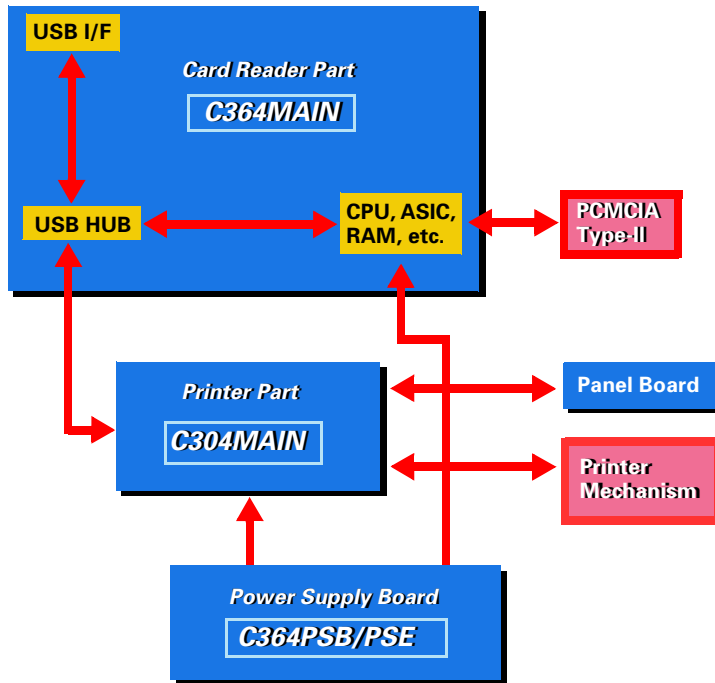 USB I/F
Card Reader Part
C364MAIN
USB HUB
CPU, ASIC,
RAM, etc.
PCMCIA
Type-II
Printer Part
C304MAIN
Panel Board
Printer
Mechanism
Power Supply Board
C364PSB/PSE